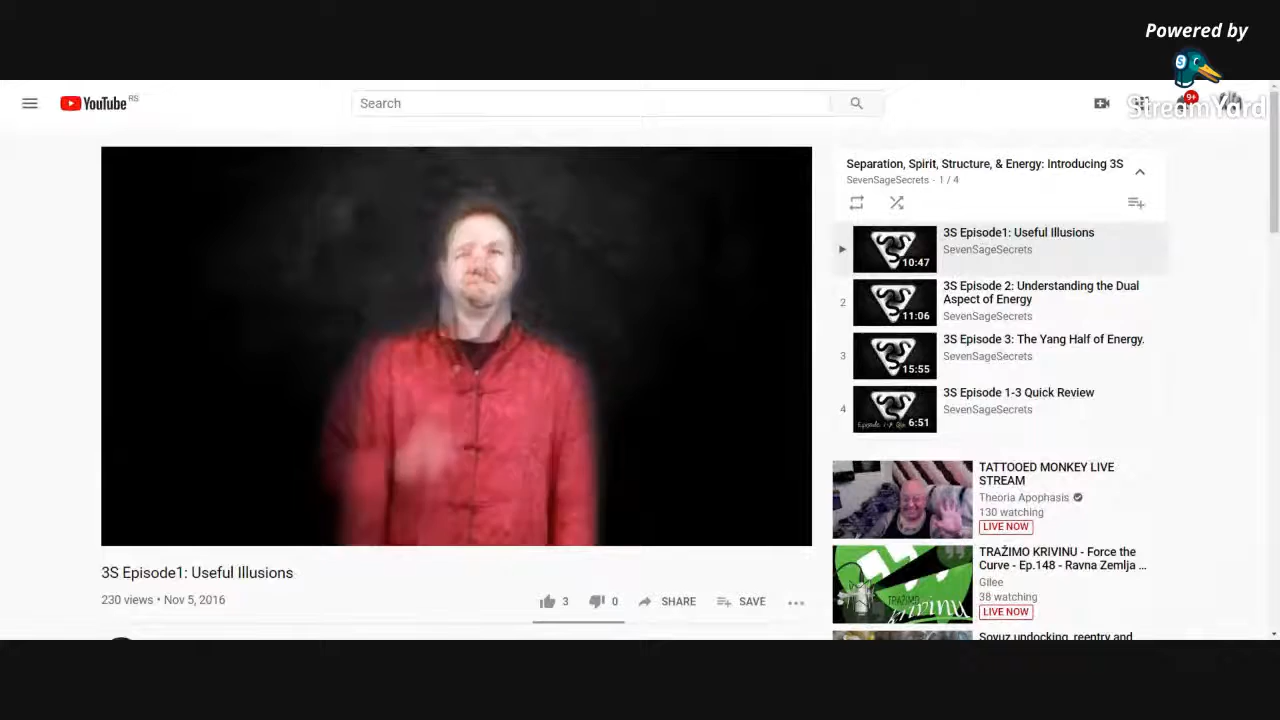 Powered by
StreamYard
YouTube RS
Search
9+
3S Episode1: Useful Illusions
230 views • Nov 5, 2016
3
0
SHARE
SAVE
Separation, Spirit, Structure, & Energy: Introducing 3S
SevenSageSecrets - 1 / 4
10:47
3S Episode1: Useful Illusions
SevenSageSecrets
2
11:06
3S Episode 2: Understanding the Dual
Aspect of Energy
SevenSageSecrets
3
15:55
3S Episode 3: The Yang Half of Energy.
SevenSageSecrets
4
6:51
3S Episode 1-3 Quick Review
SevenSageSecrets
TATTOOED MONKEY LIVE
STREAM
Theoria Apophasis
130 watching
LIVE NOW
TRAŽIMO
krivinu
TRAŽIMO KRIVINU - Force the
Curve - Ep.148 - Ravna Zemlja ...
Gilee
38 watching
LIVE NOW
Soyuz undocking, reentry and